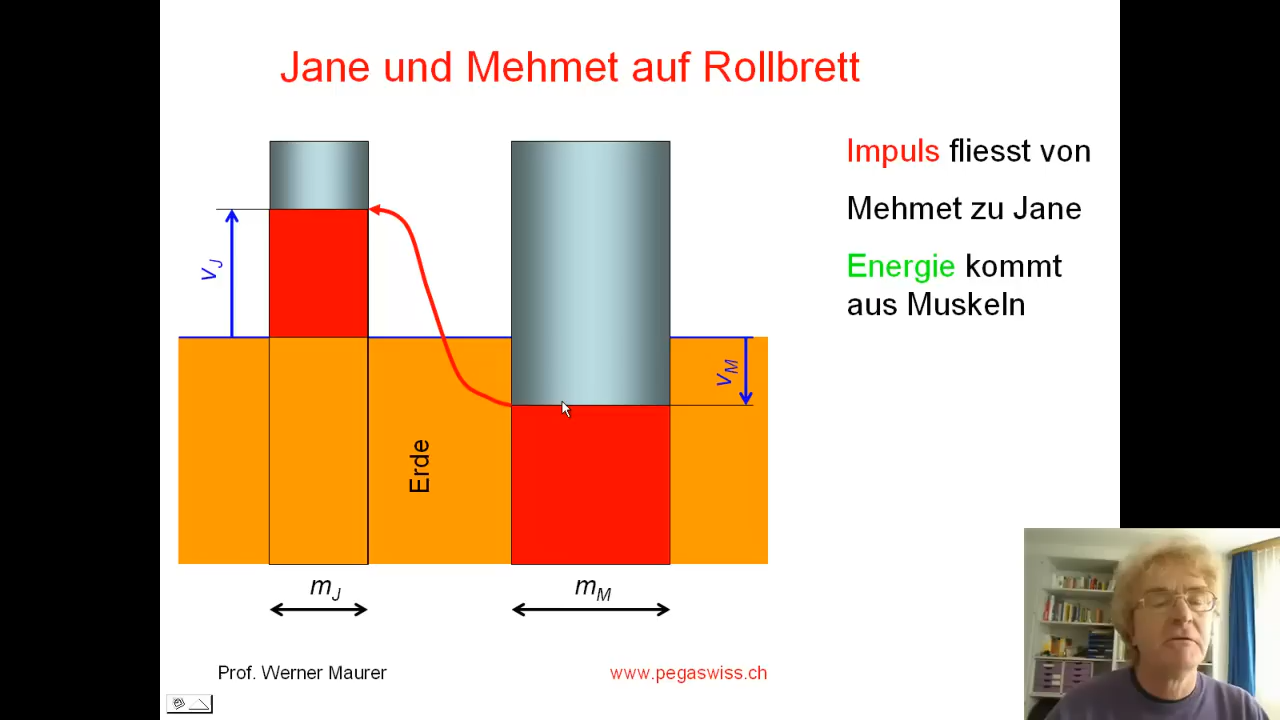 Jane und Mehmet auf Rollbrett
Impuls fliesst von
Mehmet zu Jane
Energie kommt
aus Muskeln
vJ
vM
Erde
mJ
mM
Prof. Werner Maurer
www.pegaswiss.ch